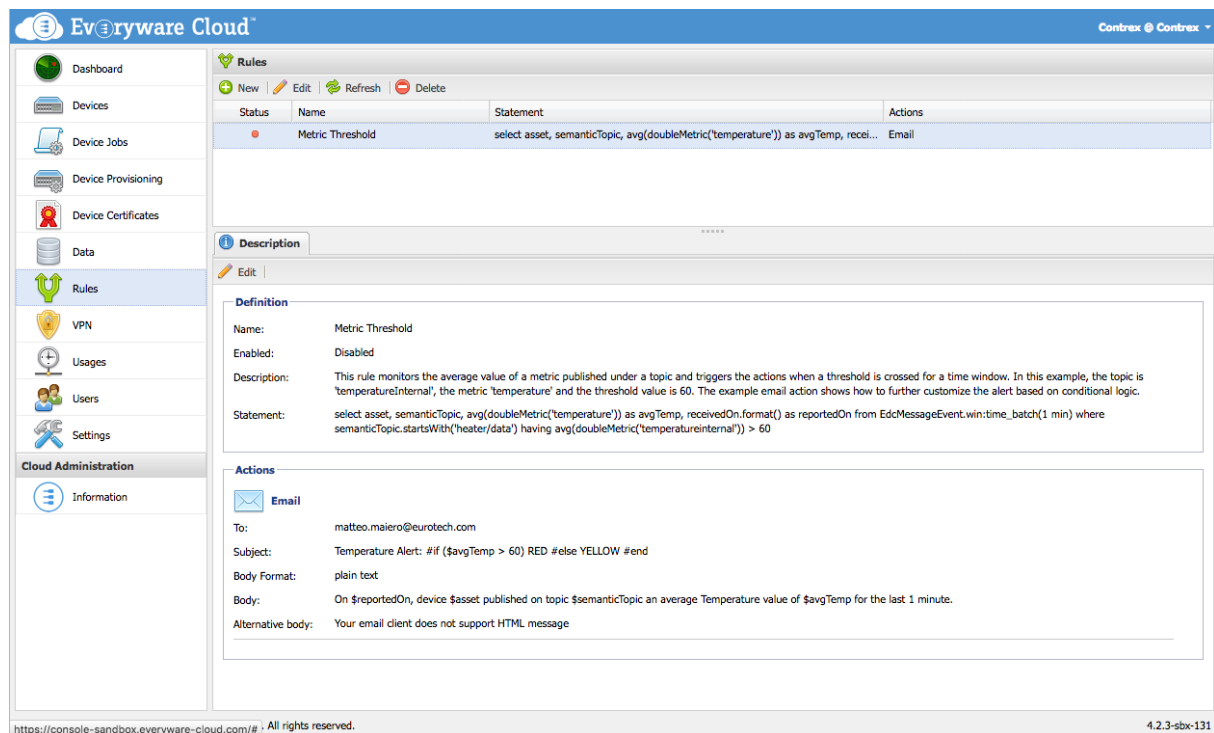 Everyware Cloud™
Contrex @ Contrex
Dashboard
Devices
Device Jobs
Device Provisioning
Device Certificates
Data
Rules
VPN
Usages
Users
Settings
Cloud Administration
Information
Rules
New Edit Refresh Delete
Status Name Statement Actions
Metric Threshold select asset, semanticTopic, avg(doubleMetric('temperature')) as avgTemp, recei... Email
Description
Edit
Definition
Name: Metric Threshold
Enabled: Disabled
Description: This rule monitors the average value of a metric published under a topic and triggers the actions when a threshold is crossed for a time window. In this example, the topic is
'temperatureInternal', the metric 'temperature' and the threshold value is 60. The example email action shows how to further customize the alert based on conditional logic.
Statement: select asset, semanticTopic, avg(doubleMetric('temperature')) as avgTemp, receivedOn.format() as reportedOn from EdcMessageEvent.win:time_batch(1 min) where
semanticTopic.startsWith('heater/data') having avg(doubleMetric('temperatureinternal')) > 60
Actions
Email
To: matteo.maiero@eurotech.com
Subject: Temperature Alert: #if ($avgTemp > 60) RED #else YELLOW #end
Body Format: plain text
Body: On $reportedOn, device $asset published on topic $semanticTopic an average Temperature value of $avgTemp for the last 1 minute.
Alternative body: Your email client does not support HTML message
https://console-sandbox.everyware-cloud.com/# . All rights reserved.
4.2.3-sbx-131